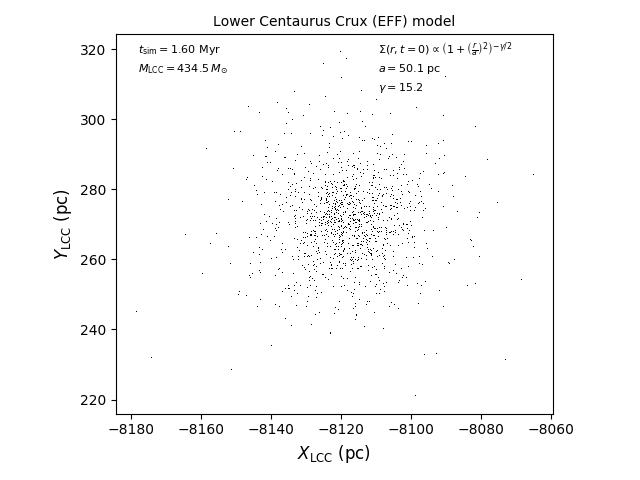 Lower Centaurus Crux (EFF) model
t_sim = 1.60 Myr
M_LCC = 434.5 M_⊙
Σ(r, t = 0) ∝ (1 + (r/a)^2)^{−γ/2}
a = 50.1 pc
γ = 15.2
Y_LCC (pc)
320
300
280
260
240
220
−8180 −8160 −8140 −8120 −8100 −8080 −8060
X_LCC (pc)